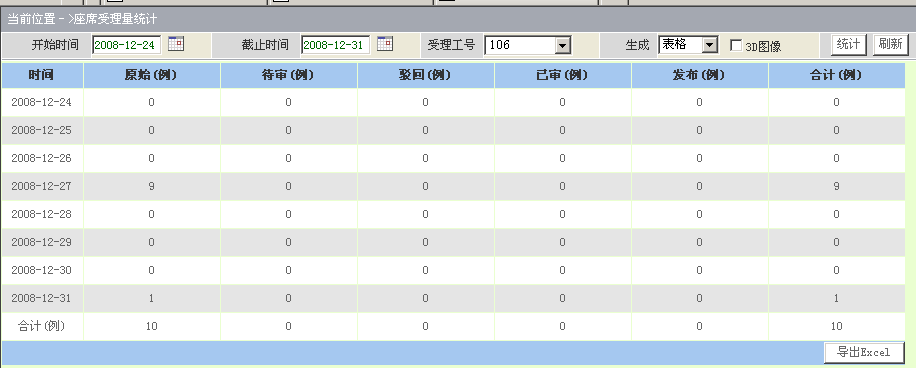 当前位置->座席受理量统计
开始时间 2008-12-24 截止时间 2008-12-31 受理工号 106 生成 表格 3D图像 统计 刷新
时间 原始(例) 待审(例) 驳回(例) 已审(例) 发布(例) 合计(例)
2008-12-24 0 0 0 0 0 0
2008-12-25 0 0 0 0 0 0
2008-12-26 0 0 0 0 0 0
2008-12-27 9 0 0 0 0 9
2008-12-28 0 0 0 0 0 0
2008-12-29 0 0 0 0 0 0
2008-12-30 0 0 0 0 0 0
2008-12-31 1 0 0 0 0 1
合计(例) 10 0 0 0 0 10
导出Excel